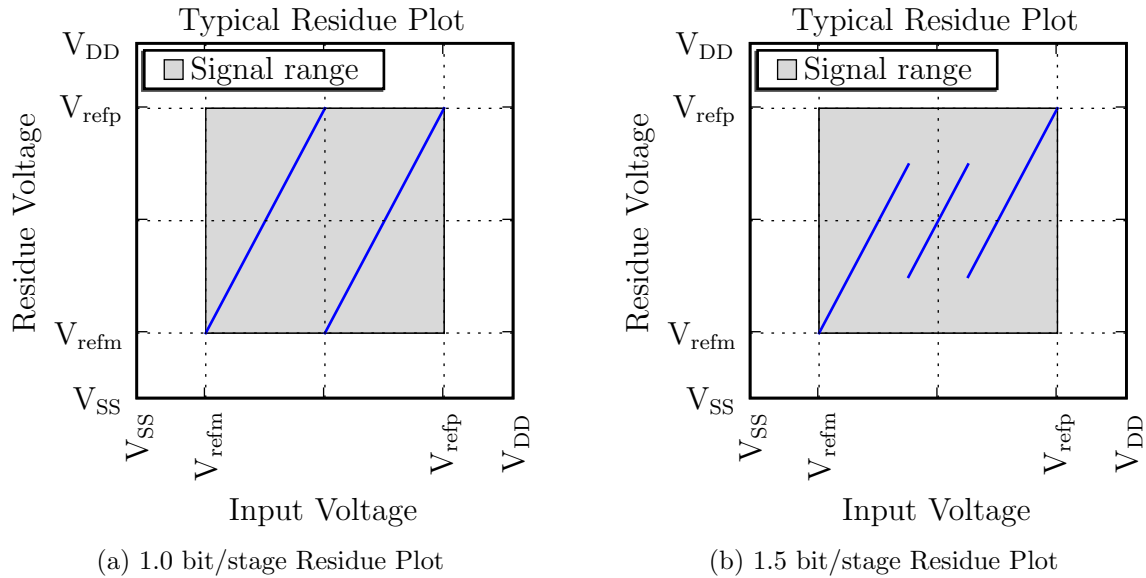 Typical Residue Plot
V_DD
Signal range
V_refp
Residue Voltage
V_refm
V_SS
V_SS
V_refm
V_refp
V_DD
Input Voltage
(a) 1.0 bit/stage Residue Plot
Typical Residue Plot
V_DD
Signal range
V_refp
Residue Voltage
V_refm
V_SS
V_SS
V_refm
V_refp
V_DD
Input Voltage
(b) 1.5 bit/stage Residue Plot